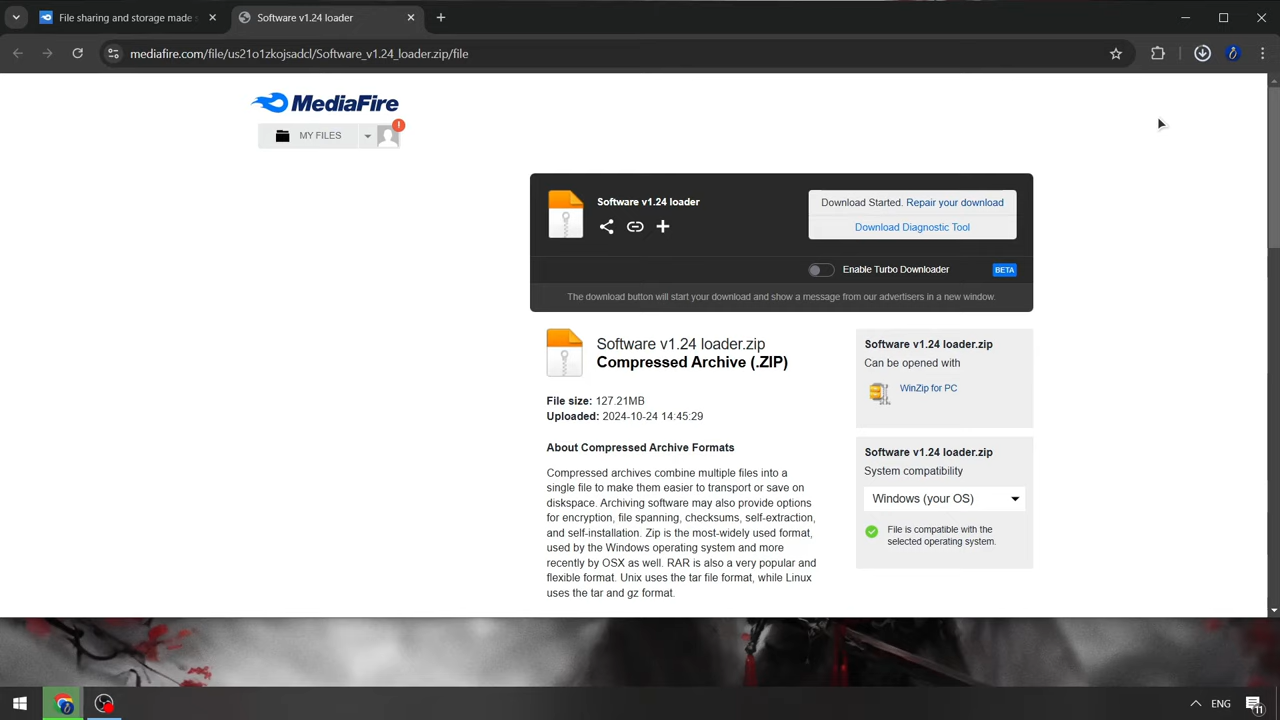 File sharing and storage made s
Software v1.24 loader
mediafire.com/file/us21o1zkojsadcl/Software_v1.24_loader.zip/file
MediaFire
MY FILES
!
Software v1.24 loader
Download Started. Repair your download
Download Diagnostic Tool
Enable Turbo Downloader
BETA
The download button will start your download and show a message from our advertisers in a new window.
Software v1.24 loader.zip
Compressed Archive (.ZIP)
File size: 127.21MB
Uploaded: 2024-10-24 14:45:29
About Compressed Archive Formats
Compressed archives combine multiple files into a
single file to make them easier to transport or save on
diskspace. Archiving software may also provide options
for encryption, file spanning, checksums, self-extraction,
and self-installation. Zip is the most-widely used format,
used by the Windows operating system and more
recently by OSX as well. RAR is also a very popular and
flexible format. Unix uses the tar file format, while Linux
uses the tar and gz format.
Software v1.24 loader.zip
Can be opened with
WinZip for PC
Software v1.24 loader.zip
System compatibility
Windows (your OS)
File is compatible with the
selected operating system.
ENG
11